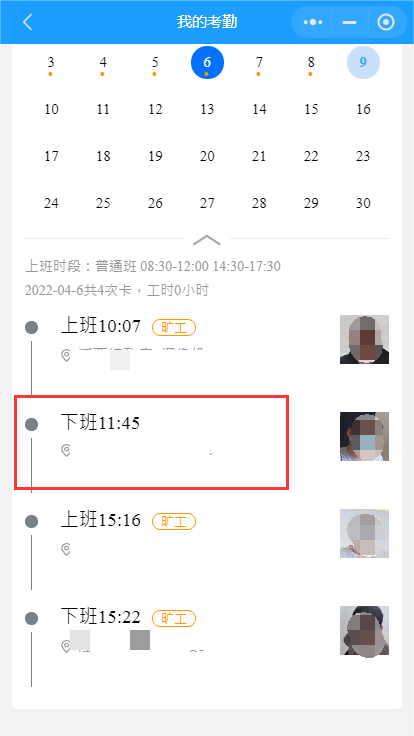 我的考勤
3 4 5 6 7 8 9
10 11 12 13 14 15 16
17 18 19 20 21 22 23
24 25 26 27 28 29 30
上班时段：普通班 08:30-12:00 14:30-17:30
2022-04-6共4次卡，工时0小时
上班10:07 旷工
下班11:45
上班15:16 旷工
下班15:22 旷工